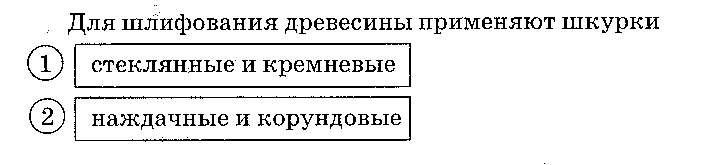 Для шлифования древесины применяют шкурки
1 стеклянные и кремневые
2 наждачные и корундовые